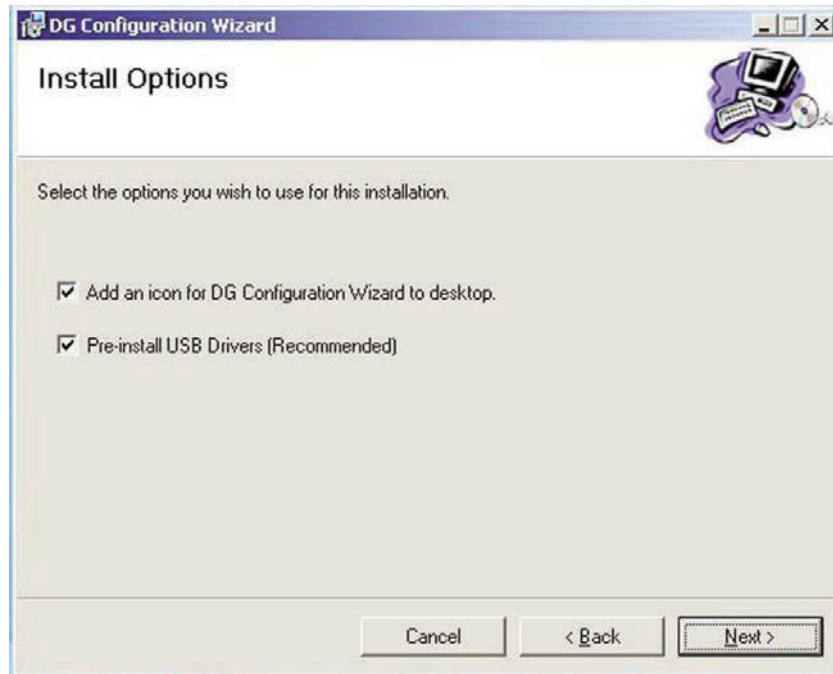 DG Configuration Wizard
Install Options
Select the options you wish to use for this installation.
Add an icon for DG Configuration Wizard to desktop.
Pre-install USB Drivers (Recommended)
Cancel < Back Next >